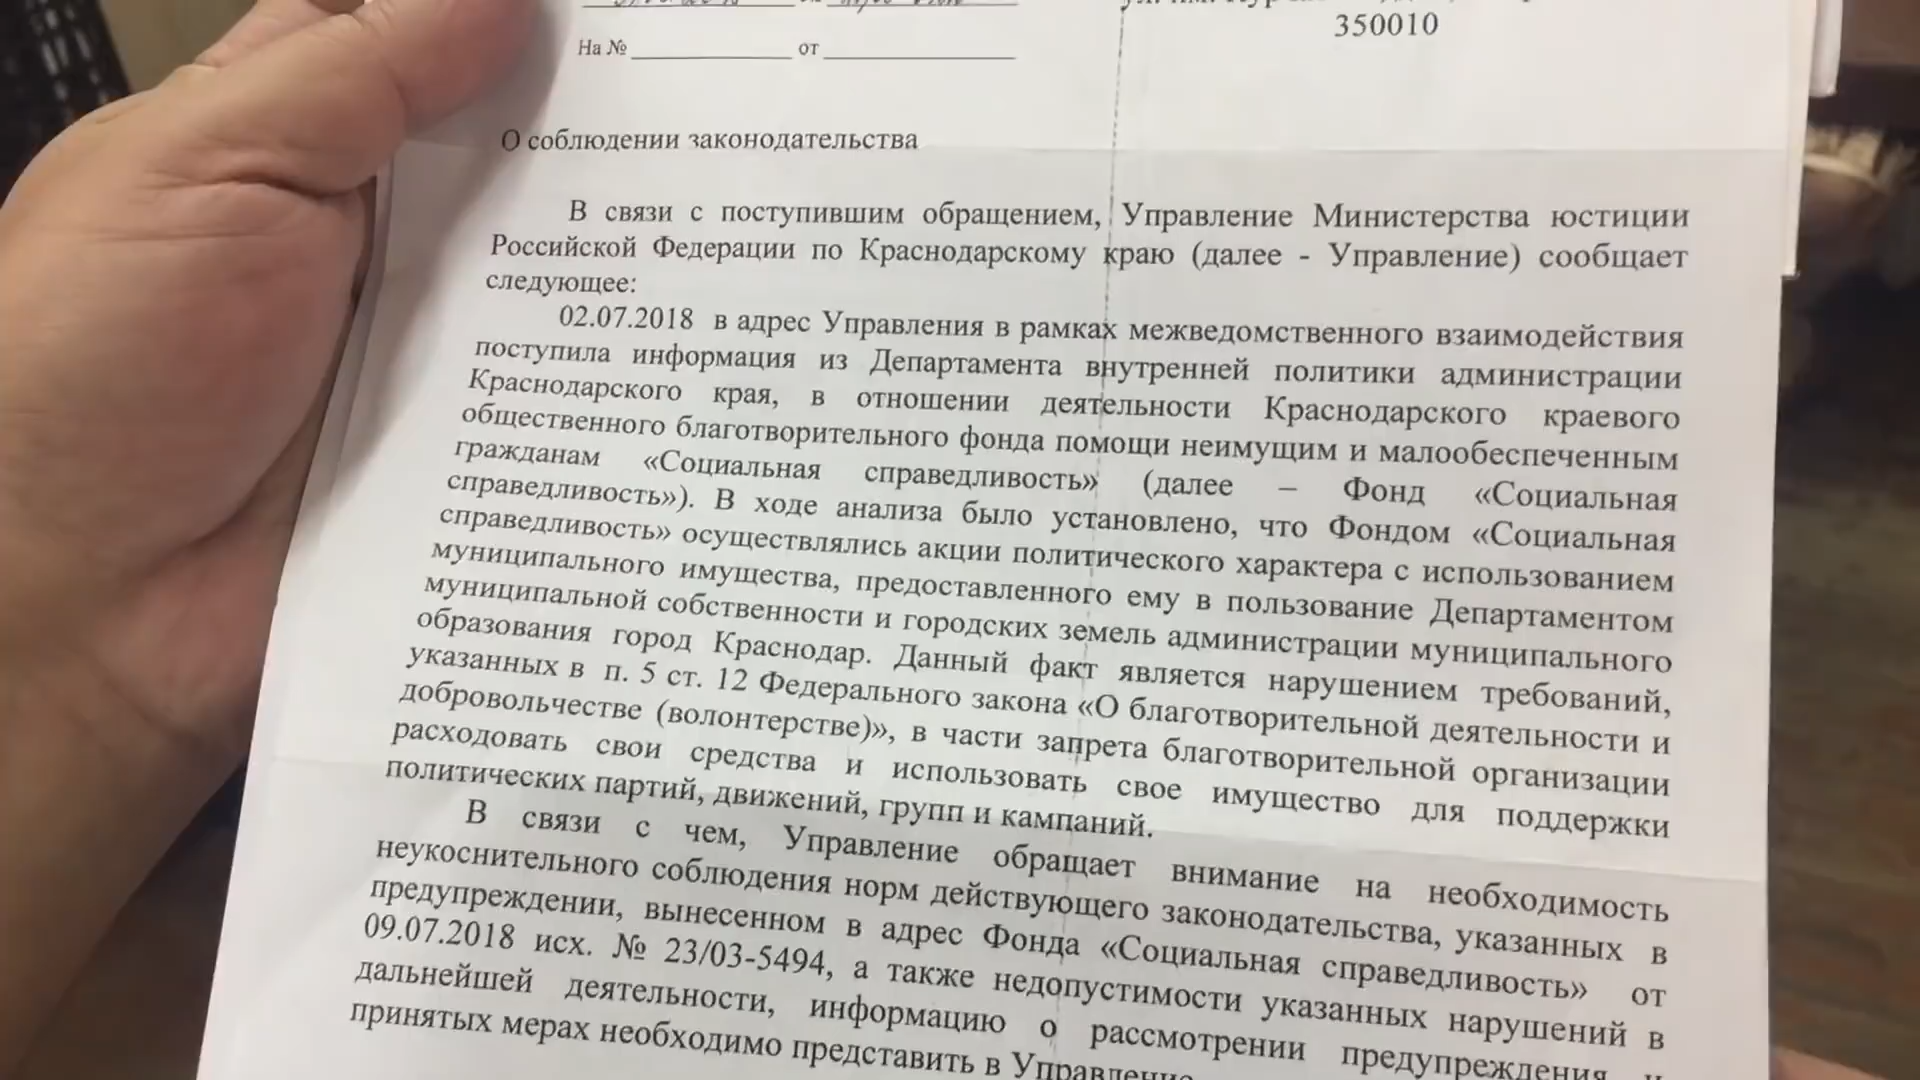 350010
На № от
О соблюдении законодательства
В связи с поступившим обращением, Управление Министерства юстиции
Российской Федерации по Краснодарскому краю (далее - Управление) сообщает
следующее:
02.07.2018 в адрес Управления в рамках межведомственного взаимодействия
поступила информация из Департамента внутренней политики администрации
Краснодарского края, в отношении деятельности Краснодарского краевого
общественного благотворительного фонда помощи неимущим и малообеспеченным
гражданам «Социальная справедливость» (далее – Фонд «Социальная
справедливость»). В ходе анализа было установлено, что Фондом «Социальная
справедливость» осуществлялись акции политического характера с использованием
муниципального имущества, предоставленного ему в пользование Департаментом
муниципальной собственности и городских земель администрации муниципального
образования город Краснодар. Данный факт является нарушением требований,
указанных в п. 5 ст. 12 Федерального закона «О благотворительной деятельности и
добровольчестве (волонтерстве)», в части запрета благотворительной организации
расходовать свои средства и использовать свое имущество для поддержки
политических партий, движений, групп и кампаний.
В связи с чем, Управление обращает внимание на необходимость
неукоснительного соблюдения норм действующего законодательства, указанных в
предупреждении, вынесенном в адрес Фонда «Социальная справедливость» от
09.07.2018 исх. № 23/03-5494, а также недопустимости указанных нарушений в
дальнейшей деятельности, информацию о рассмотрении предупреждения и
принятых мерах необходимо представить в Управление